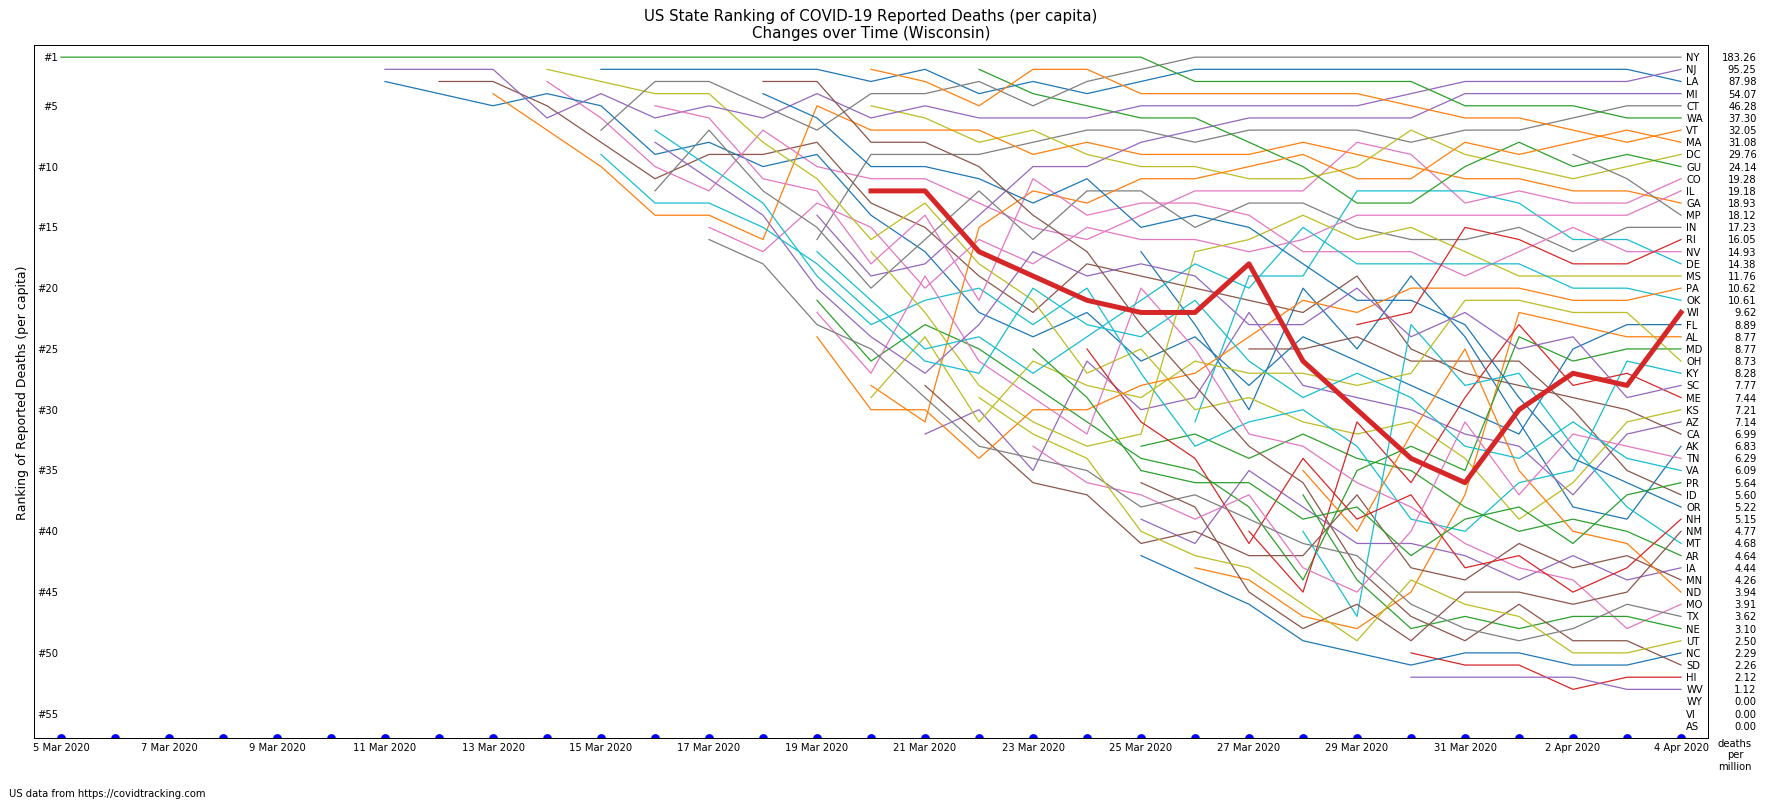 US State Ranking of COVID-19 Reported Deaths (per capita)
Changes over Time (Wisconsin)
Ranking of Reported Deaths (per capita)
#1
#5
#10
#15
#20
#25
#30
#35
#40
#45
#50
#55
NY 183.26
NJ 95.25
LA 87.98
MI 54.07
CT 46.28
WA 37.30
VT 32.05
MA 31.08
DC 29.76
GU 24.14
CO 19.28
IL 19.18
GA 18.93
MP 18.12
IN 17.23
RI 16.05
NV 14.93
DE 14.38
MS 11.76
PA 10.62
OK 10.61
WI 9.62
FL 8.89
AL 8.77
MD 8.77
OH 8.73
KY 8.28
SC 7.77
ME 7.44
KS 7.21
AZ 7.14
CA 6.99
AK 6.83
TN 6.29
VA 6.09
PR 5.64
ID 5.60
OR 5.22
NH 5.15
NM 4.77
MT 4.68
AR 4.64
IA 4.44
MN 4.26
ND 3.94
MO 3.91
TX 3.62
NE 3.10
UT 2.50
NC 2.29
SD 2.26
HI 2.12
WV 1.12
WY 0.00
VI 0.00
AS 0.00
5 Mar 2020 7 Mar 2020 9 Mar 2020 11 Mar 2020 13 Mar 2020 15 Mar 2020 17 Mar 2020 19 Mar 2020 21 Mar 2020 23 Mar 2020 25 Mar 2020 27 Mar 2020 29 Mar 2020 31 Mar 2020 2 Apr 2020 4 Apr 2020
deaths
per
million
US data from https://covidtracking.com